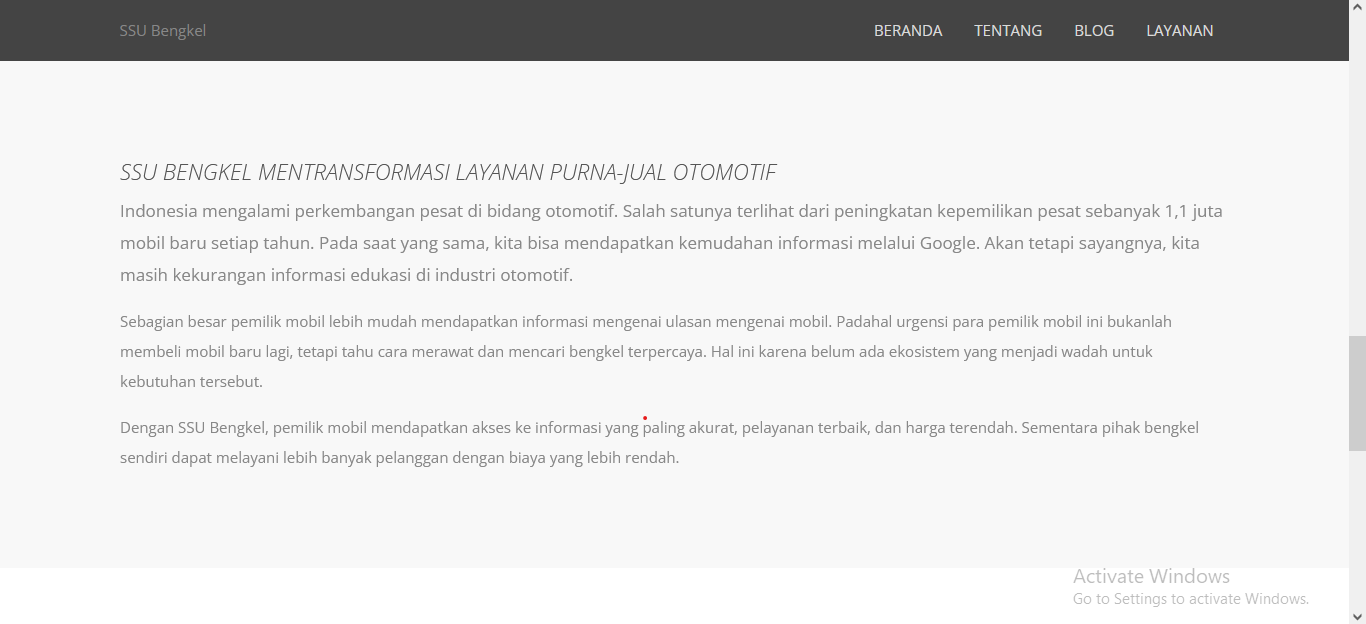 SSU Bengkel
BERANDA TENTANG BLOG LAYANAN
SSU BENGKEL MENTRANSFORMASI LAYANAN PURNA-JUAL OTOMOTIF
Indonesia mengalami perkembangan pesat di bidang otomotif. Salah satunya terlihat dari peningkatan kepemilikan pesat sebanyak 1,1 juta
mobil baru setiap tahun. Pada saat yang sama, kita bisa mendapatkan kemudahan informasi melalui Google. Akan tetapi sayangnya, kita
masih kekurangan informasi edukasi di industri otomotif.
Sebagian besar pemilik mobil lebih mudah mendapatkan informasi mengenai ulasan mengenai mobil. Padahal urgensi para pemilik mobil ini bukanlah
membeli mobil baru lagi, tetapi tahu cara merawat dan mencari bengkel terpercaya. Hal ini karena belum ada ekosistem yang menjadi wadah untuk
kebutuhan tersebut.
Dengan SSU Bengkel, pemilik mobil mendapatkan akses ke informasi yang paling akurat, pelayanan terbaik, dan harga terendah. Sementara pihak bengkel
sendiri dapat melayani lebih banyak pelanggan dengan biaya yang lebih rendah.
Activate Windows
Go to Settings to activate Windows.